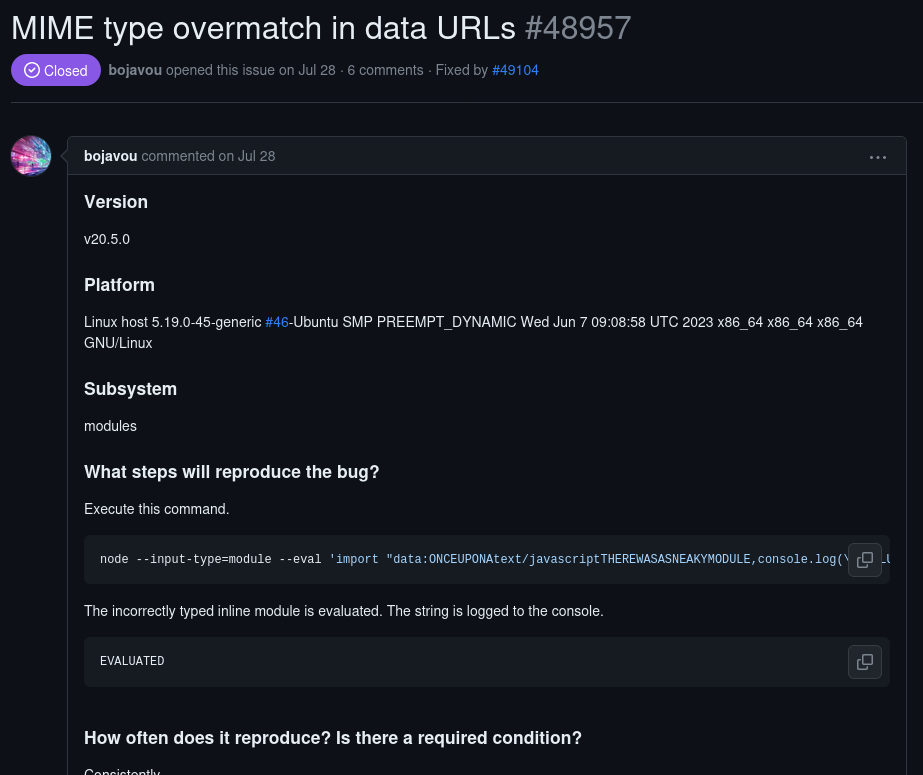 MIME type overmatch in data URLs #48957
Closed bojavou opened this issue on Jul 28 · 6 comments · Fixed by #49104
bojavou commented on Jul 28
Version
v20.5.0
Platform
Linux host 5.19.0-45-generic #46-Ubuntu SMP PREEMPT_DYNAMIC Wed Jun 7 09:08:58 UTC 2023 x86_64 x86_64 x86_64
GNU/Linux
Subsystem
modules
What steps will reproduce the bug?
Execute this command.
node --input-type=module --eval 'import "data:ONCEUPONAtext/javascriptTHEREWASASNEAKYMODULE,console.log(
The incorrectly typed inline module is evaluated. The string is logged to the console.
EVALUATED
How often does it reproduce? Is there a required condition?
Consistently